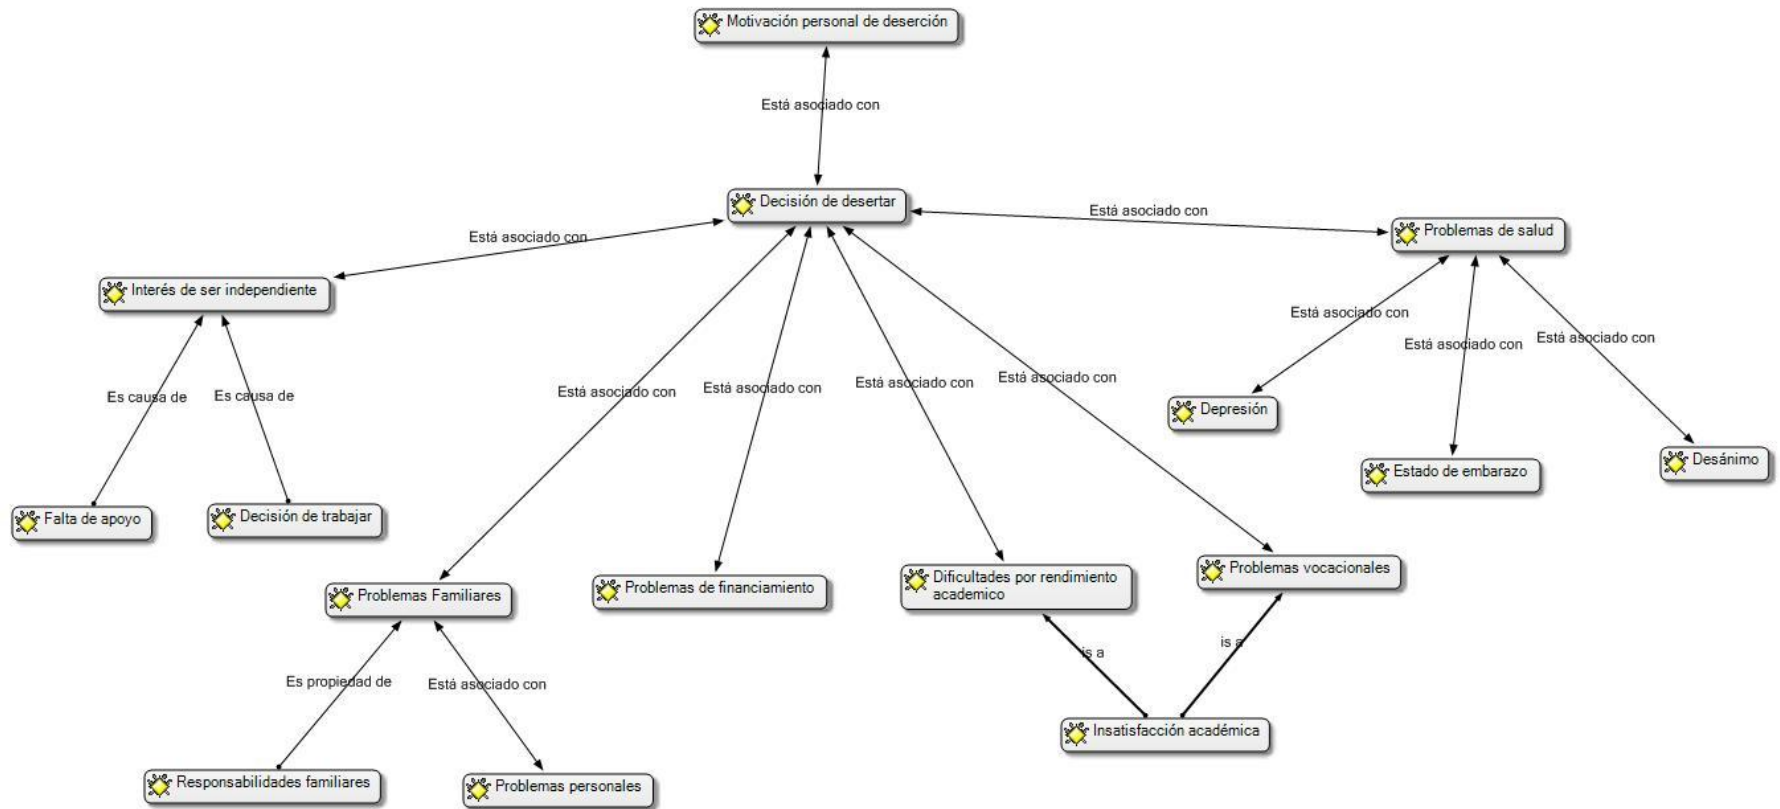 Motivación personal de deserción
Está asociado con
Decisión de desertar
Está asociado con
Está asociado con
Problemas de salud
Interés de ser independiente
Está asociado con
Está asociado con
Está asociado con
Es causa de
Es causa de
Está asociado con
Está asociado con
Está asociado con
Está asociado con
Depresión
Estado de embarazo
Desánimo
Falta de apoyo
Decisión de trabajar
Problemas Familiares
Problemas de financiamiento
Dificultades por rendimiento
academico
Problemas vocacionales
Es propiedad de
Está asociado con
is a
is a
Insatisfacción académica
Responsabilidades familiares
Problemas personales